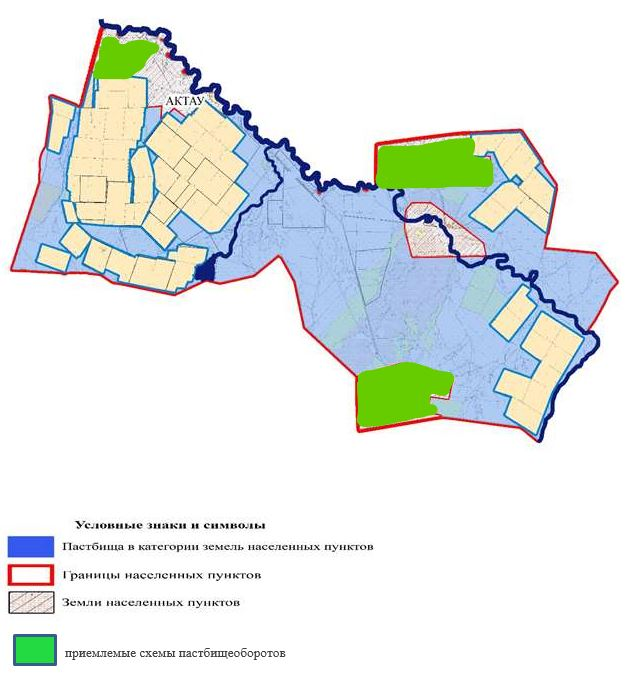 АКТАУ
Условные знаки и символы
Пастбища в категории земель населенных пунктов
Границы населенных пунктов
Земли населенных пунктов
приемлемые схемы пастбищеоборотов